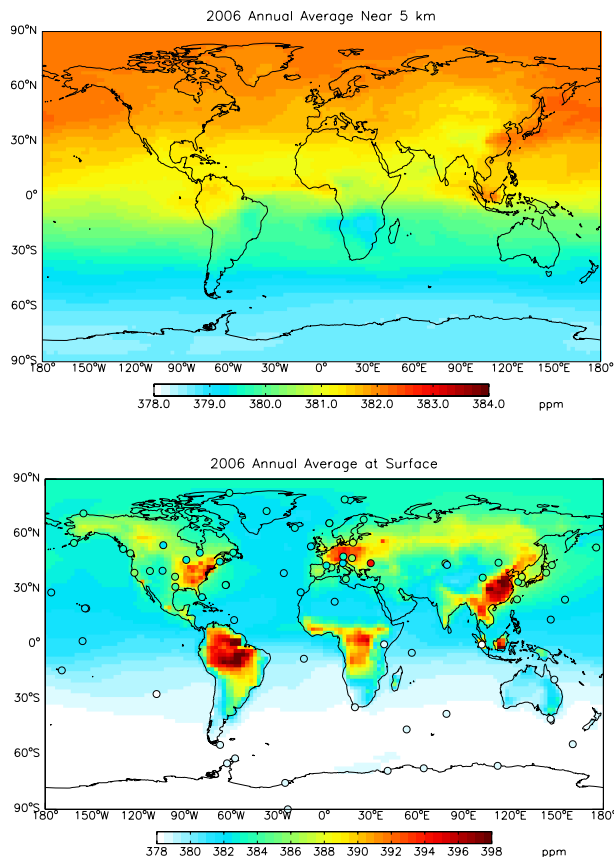 2006 Annual Average Near 5 km
90°N
60°N
30°N
0°
30°S
60°S
90°S
180° 150°W 120°W 90°W 60°W 30°W 0° 30°E 60°E 90°E 120°E 150°E 180°
378.0 379.0 380.0 381.0 382.0 383.0 384.0 ppm
2006 Annual Average at Surface
90°N
60°N
30°N
0°
30°S
60°S
90°S
180° 150°W 120°W 90°W 60°W 30°W 0° 30°E 60°E 90°E 120°E 150°E 180°
378 380 382 384 386 388 390 392 394 396 398 ppm